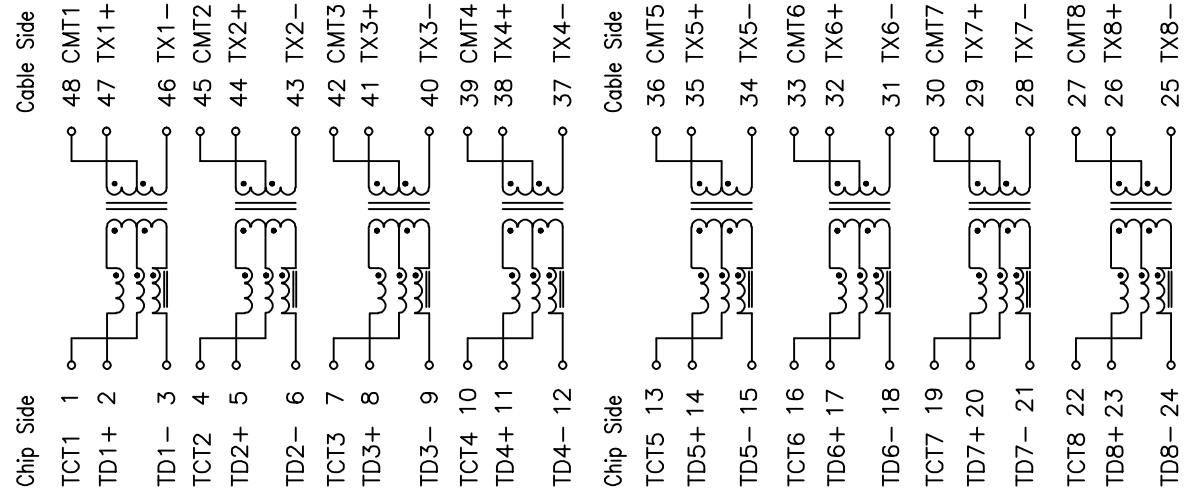 Cable Side
48 CMT1
47 TX1+
46 TX1-
45 CMT2
44 TX2+
43 TX2-
42 CMT3
41 TX3+
40 TX3-
39 CMT4
38 TX4+
37 TX4-
Cable Side
36 CMT5
35 TX5+
34 TX5-
33 CMT6
32 TX6+
31 TX6-
30 CMT7
29 TX7+
28 TX7-
27 CMT8
26 TX8+
25 TX8-
Chip Side
TCT1 1
TD1+ 2
TD1- 3
TCT2 4
TD2+ 5
TD2- 6
TCT3 7
TD3+ 8
TD3- 9
TCT4 10
TD4+ 11
TD4- 12
Chip Side
TCT5 13
TD5+ 14
TD5- 15
TCT6 16
TD6+ 17
TD6- 18
TCT7 19
TD7+ 20
TD7- 21
TCT8 22
TD8+ 23
TD8- 24